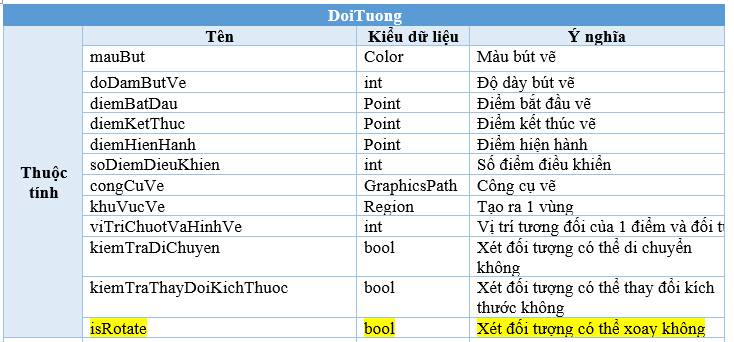 DoiTuong
Tên Kiểu dữ liệu Ý nghĩa
Thuộc tính
mauBut Color Màu bút vẽ
doDamButVe int Độ dày bút vẽ
diemBatDau Point Điểm bắt đầu vẽ
diemKetThuc Point Điểm kết thúc vẽ
diemHienHanh Point Điểm hiện hành
soDiemDieuKhien int Số điểm điều khiển
congCuVe GraphicsPath Công cụ vẽ
khuVucVe Region Tạo ra 1 vùng
viTriChuotVaHinhVe int Vị trí tương đối của 1 điểm và đối
kiemTraDiChuyen bool Xét đối tượng có thể di chuyển
không
kiemTraThayDoiKichThuoc bool Xét đối tượng có thể thay đổi kích
thước không
isRotate bool Xét đối tượng có thể xoay không